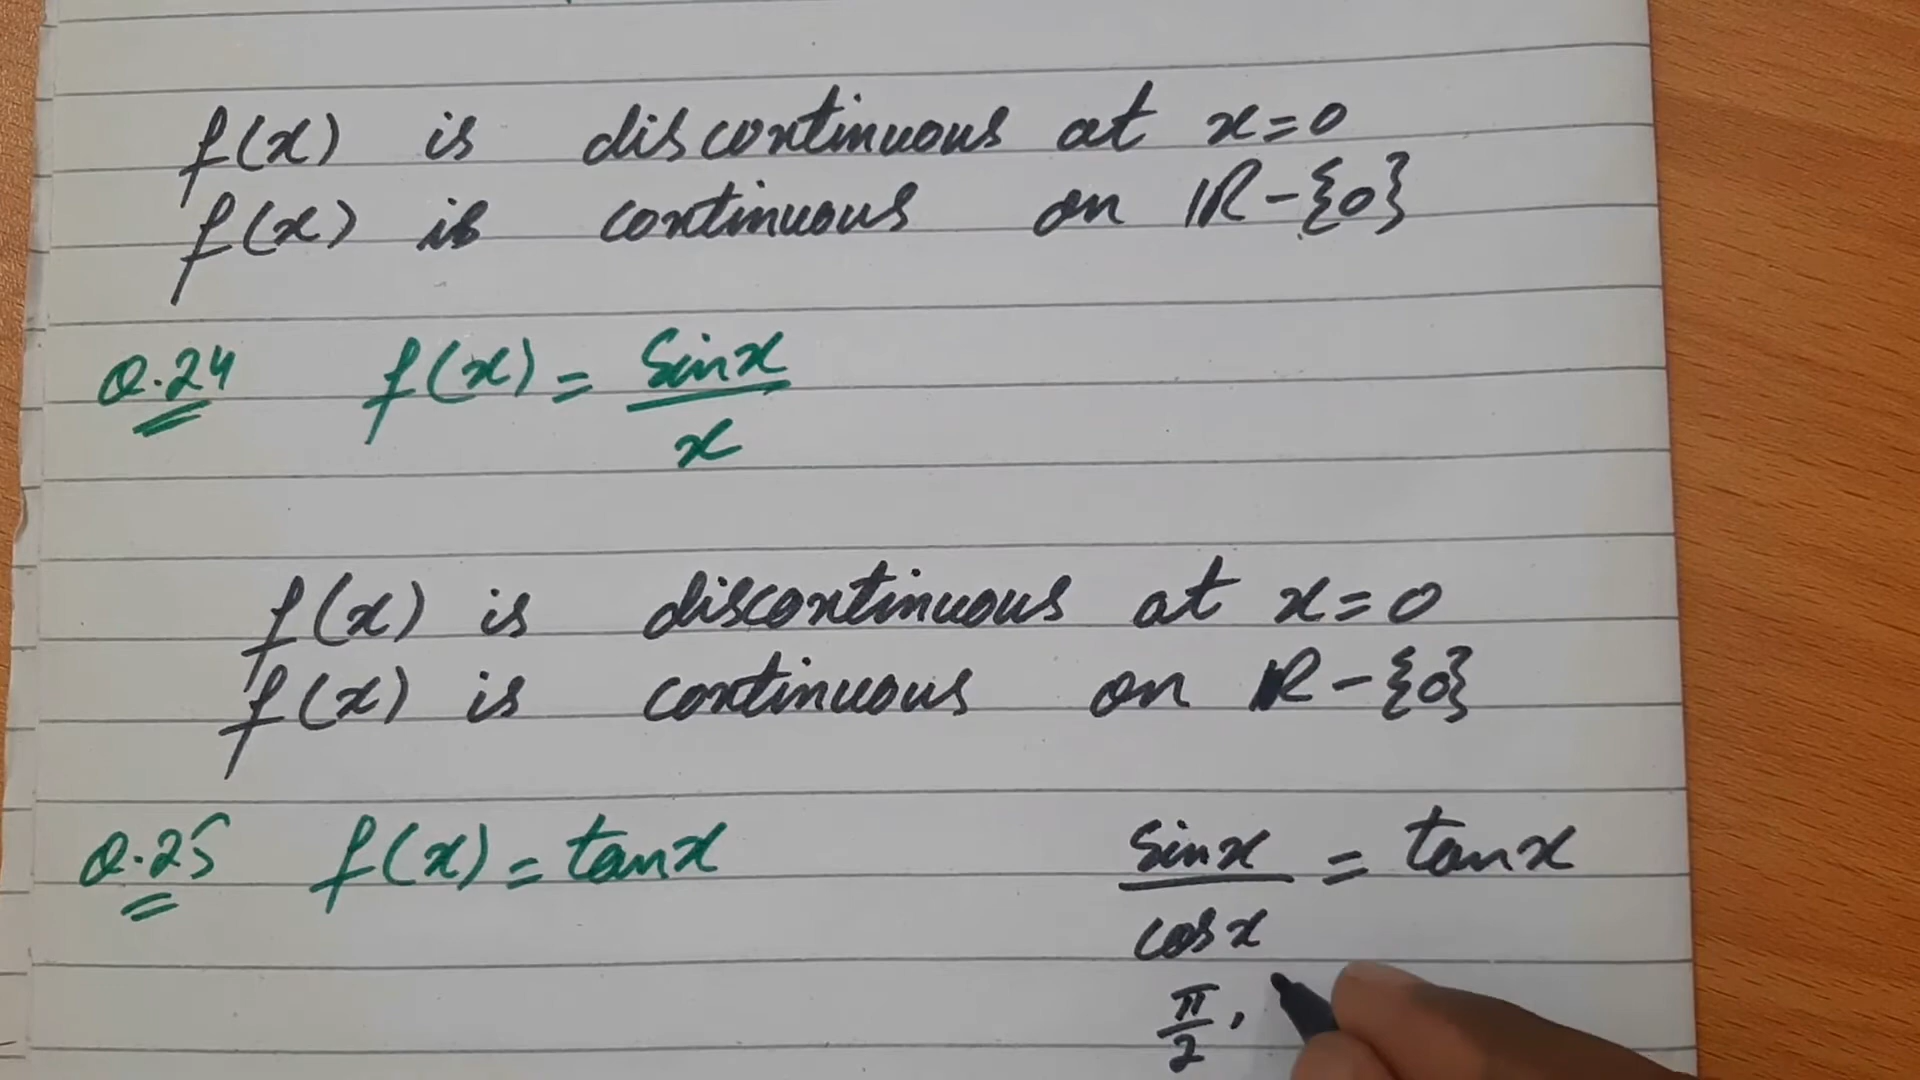 f(x) is discontinuous at x=0
f(x) is continuous on ℝ-{0}
Q.24 f(x) = Sinx/x
f(x) is discontinuous at x=0
f(x) is continuous on ℝ-{0}
Q.25 f(x) = tanx Sinx/cosx = tanx
π/2,